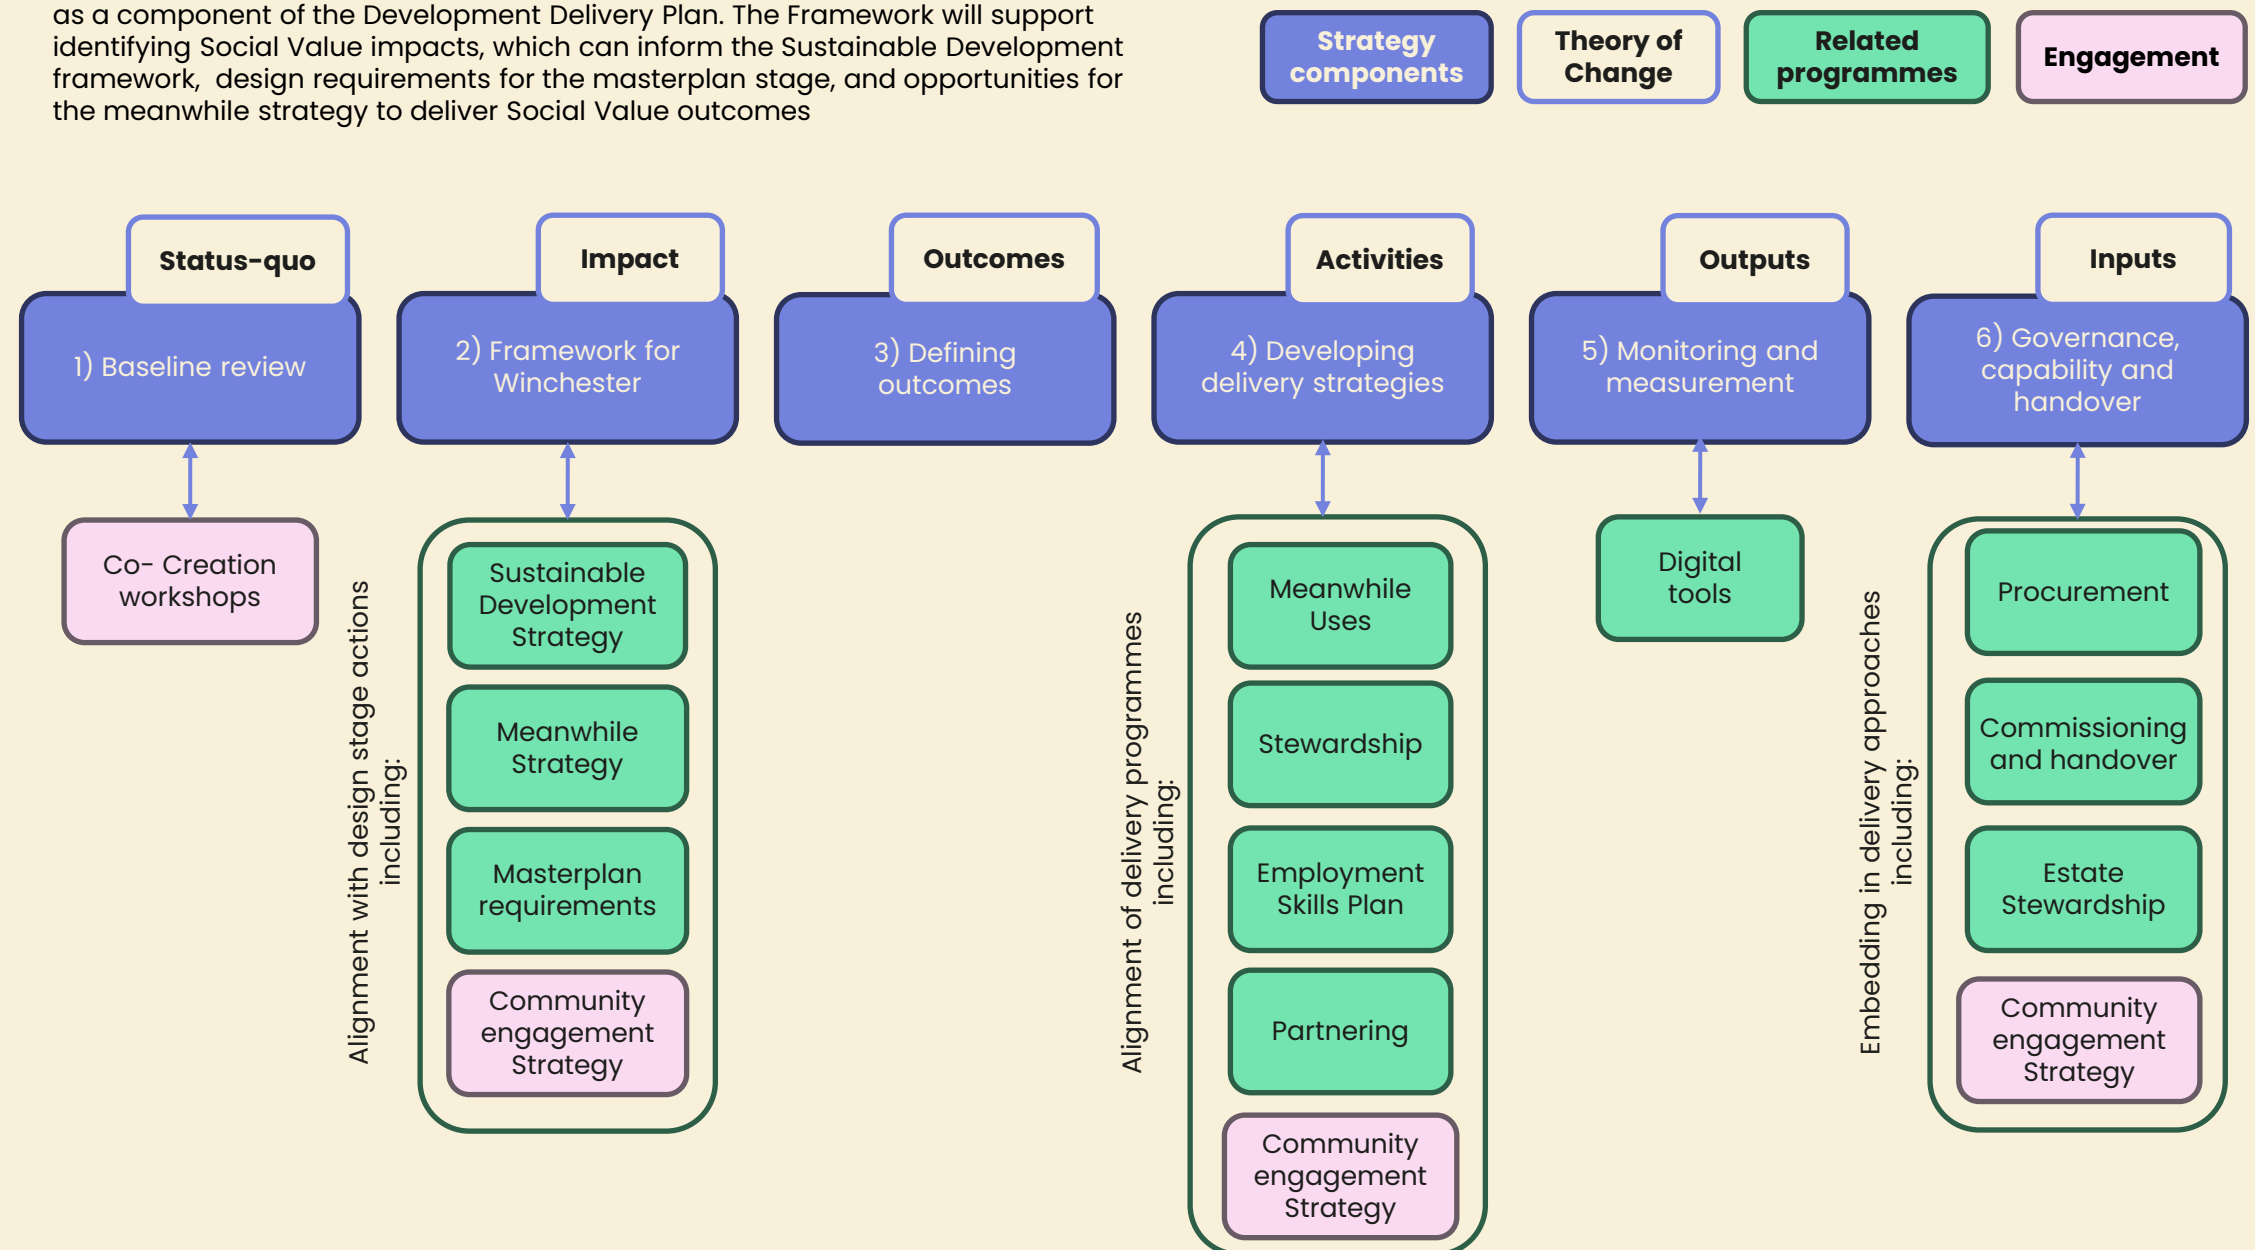 as a component of the Development Delivery Plan. The Framework will support
identifying Social Value impacts, which can inform the Sustainable Development
framework,  design requirements for the masterplan stage, and opportunities for
the meanwhile strategy to deliver Social Value outcomes
Strategy
components
Theory of
Change
Related
programmes
Engagement
Status-quo
1) Baseline review
Co- Creation
workshops
Impact
2) Framework for
Winchester
Alignment with design stage actions
including:
Sustainable
Development
Strategy
Meanwhile
Strategy
Masterplan
requirements
Community
engagement
Strategy
Outcomes
3) Defining
outcomes
Activities
4) Developing
delivery strategies
Alignment of delivery programmes
including:
Meanwhile
Uses
Stewardship
Employment
Skills Plan
Partnering
Community
engagement
Strategy
Outputs
5) Monitoring and
measurement
Digital
tools
Inputs
6) Governance,
capability and
handover
Embedding in delivery approaches
including:
Procurement
Commissioning
and handover
Estate
Stewardship
Community
engagement
Strategy